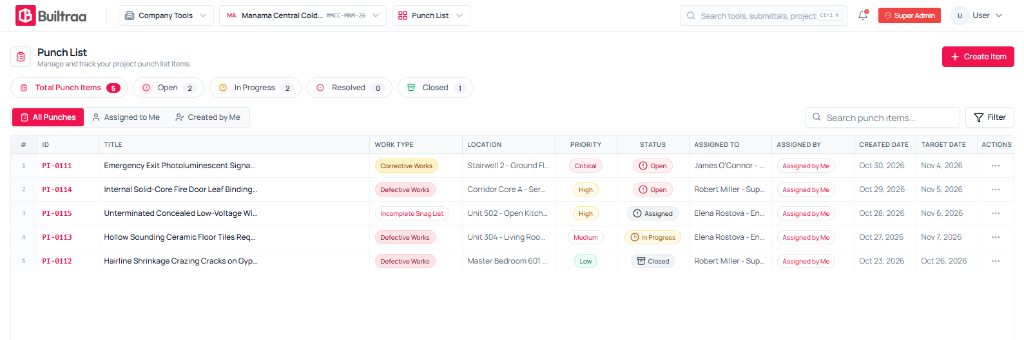 Builtraa
Company Tools
MA Manama Central Cold... MMCC-MNM-26
Punch List
Search tools, submittals, project Ctrl K
Super Admin
U User
Punch List
Manage and track your project punch list items.
Create Item
Total Punch Items 5
Open 2
In Progress 2
Resolved 0
Closed 1
All Punches
Assigned to Me
Created by Me
Search punch items...
Filter
# ID TITLE WORK TYPE LOCATION PRIORITY STATUS ASSIGNED TO ASSIGNED BY CREATED DATE TARGET DATE ACTIONS
1 PI-0111 Emergency Exit Photoluminescent Signa... Corrective Works Stairwell 2 - Ground Fl... Critical Open James O'Connor - ... Assigned by Me Oct 30, 2026 Nov 4, 2026 ...
2 PI-0114 Internal Solid-Core Fire Door Leaf Binding... Defective Works Corridor Core A - Ser... High Open Robert Miller - Sup... Assigned by Me Oct 29, 2026 Nov 5, 2026 ...
3 PI-0115 Unterminated Concealed Low-Voltage Wi... Incomplete Snag List Unit 502 - Open Kitch... High Assigned Elena Rostova - En... Assigned by Me Oct 28, 2026 Nov 6, 2026 ...
4 PI-0113 Hollow Sounding Ceramic Floor Tiles Req... Defective Works Unit 304 - Living Roo... Medium In Progress Elena Rostova - En... Assigned by Me Oct 27, 2026 Nov 7, 2026 ...
5 PI-0112 Hairline Shrinkage Crazing Cracks on Gyp... Defective Works Master Bedroom 601 ... Low Closed Robert Miller - Sup... Assigned by Me Oct 23, 2026 Oct 26, 2026 ...